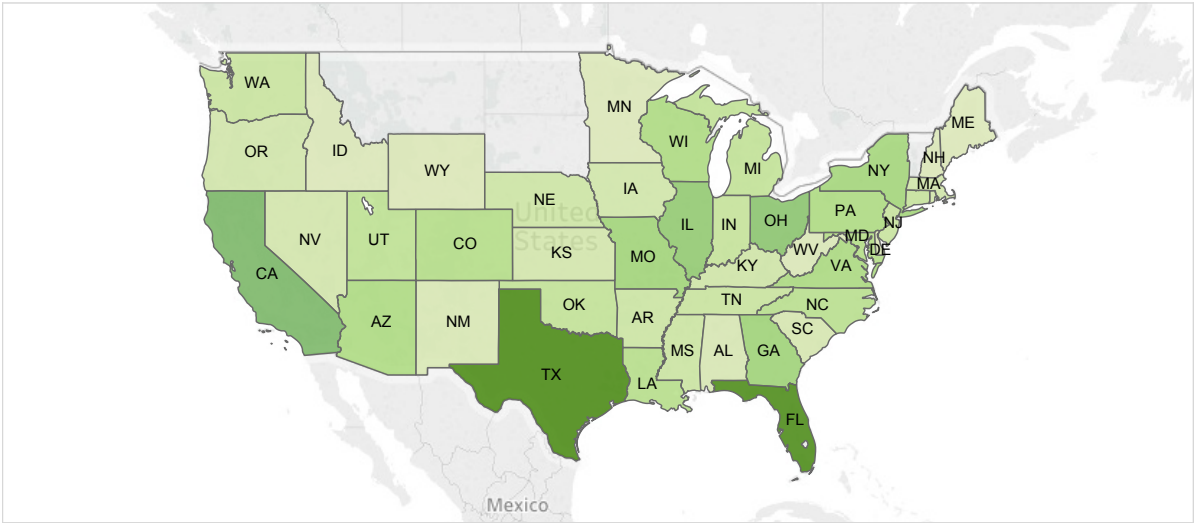 WA
OR
ID
MN
WY
WI
MI
ME
NH
NY
MA
IA
NE
United
States
PA
NJ
IL
IN
OH
MD
DE
NV
UT
CO
KS
MO
KY
WV
VA
CA
AZ
NM
OK
AR
TN
NC
SC
MS
AL
GA
LA
TX
FL
Mexico